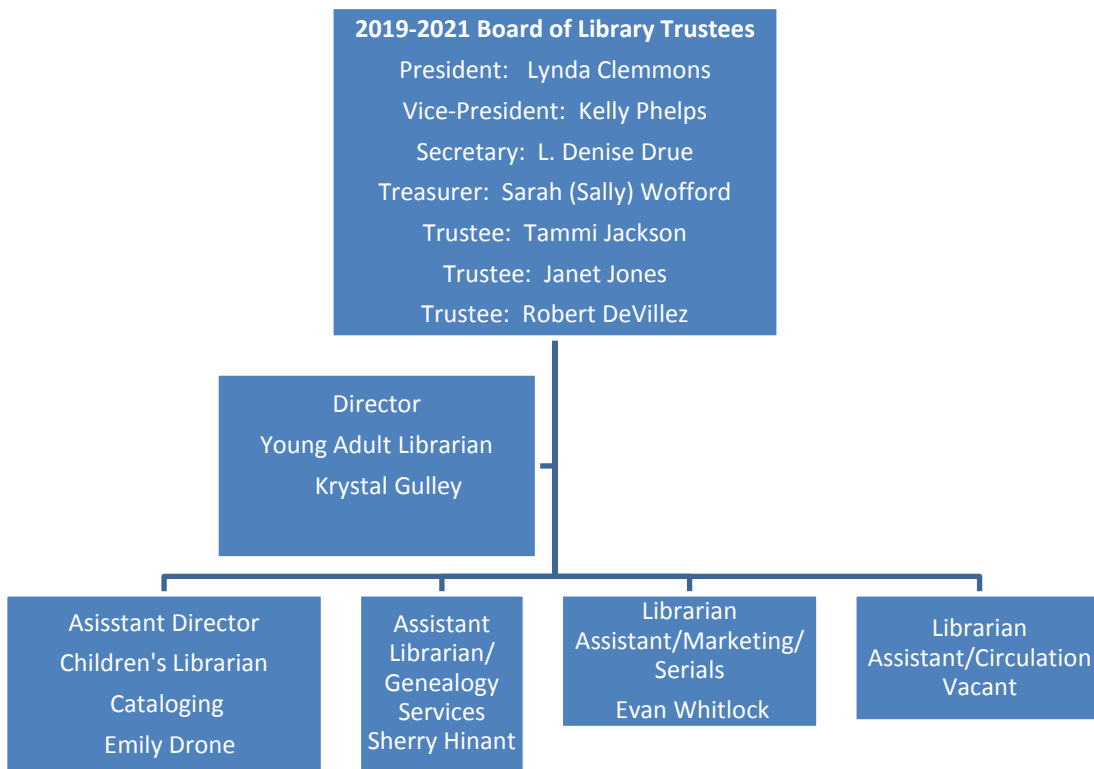 2019-2021 Board of Library Trustees
President: Lynda Clemmons
Vice-President: Kelly Phelps
Secretary: L. Denise Drue
Treasurer: Sarah (Sally) Wofford
Trustee: Tammi Jackson
Trustee: Janet Jones
Trustee: Robert DeVillez
Director
Young Adult Librarian
Krystal Gulley
Asisstant Director
Children's Librarian
Cataloging
Emily Drone
Assistant
Librarian/
Genealogy
Services
Sherry Hinant
Librarian
Assistant/Marketing/
Serials
Evan Whitlock
Librarian
Assistant/Circulation
Vacant